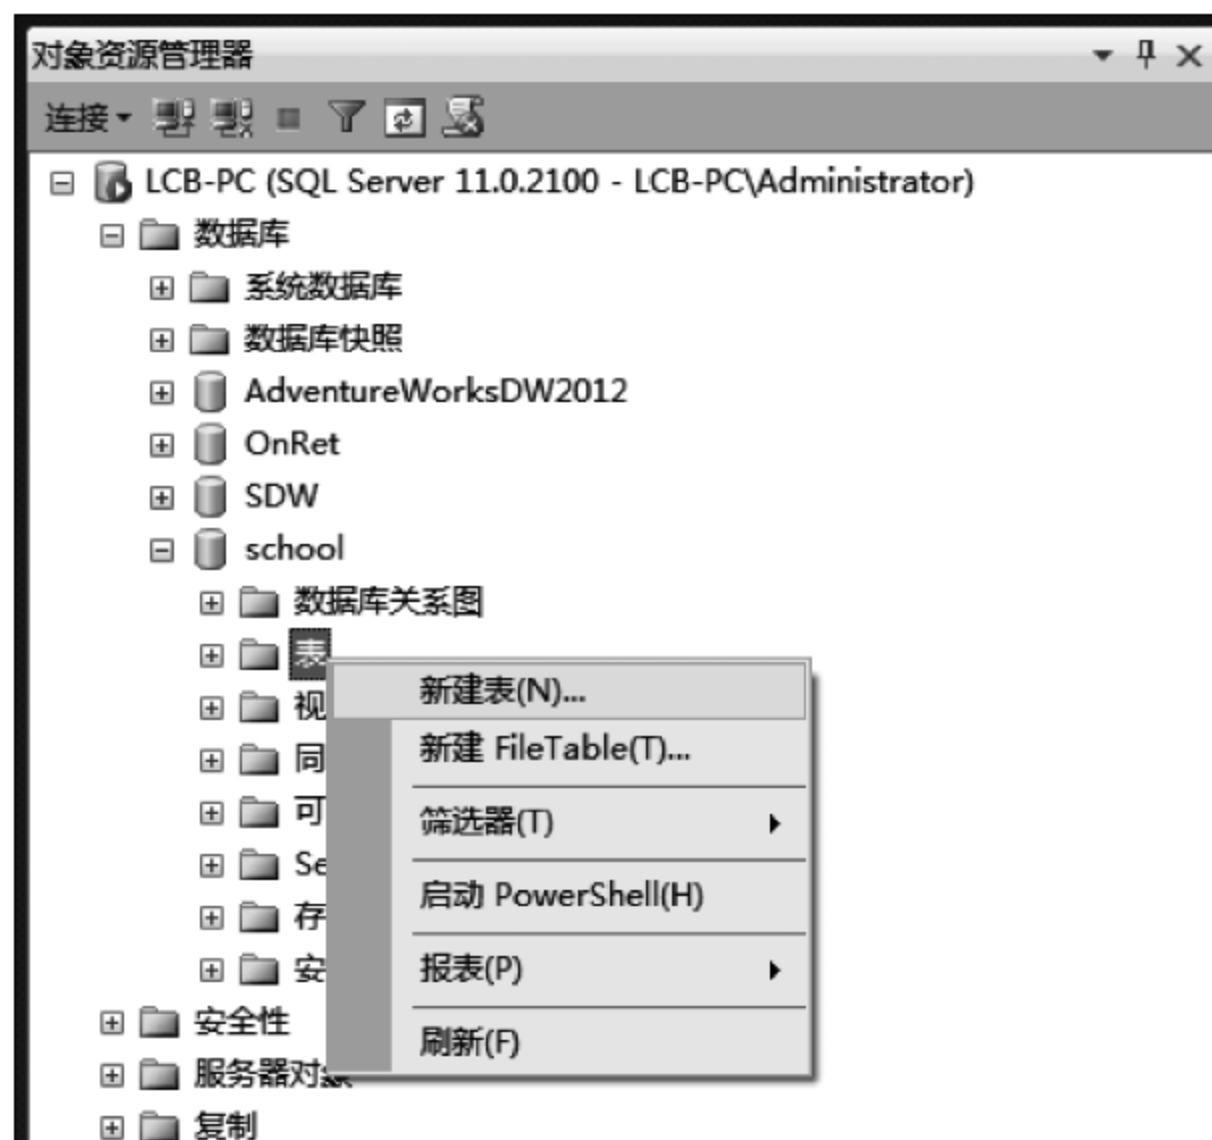 对象资源管理器
连接
LCB-PC (SQL Server 11.0.2100 - LCB-PC\Administrator)
数据库
系统数据库
数据库快照
AdventureWorksDW2012
OnRet
SDW
school
数据库关系图
表
新建表(N)...
视
新建 FileTable(T)...
同
可
筛选器(T)
Se
启动 PowerShell(H)
存
安
报表(P)
安全性
刷新(F)
服务器对象
复制